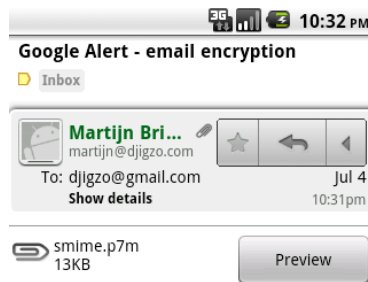 3G 10:32 PM
Google Alert - email encryption
Inbox
Martijn Bri...
martijn@djigzo.com
To: djigzo@gmail.com Jul 4
Show details 10:31pm
smime.p7m
13KB
Preview